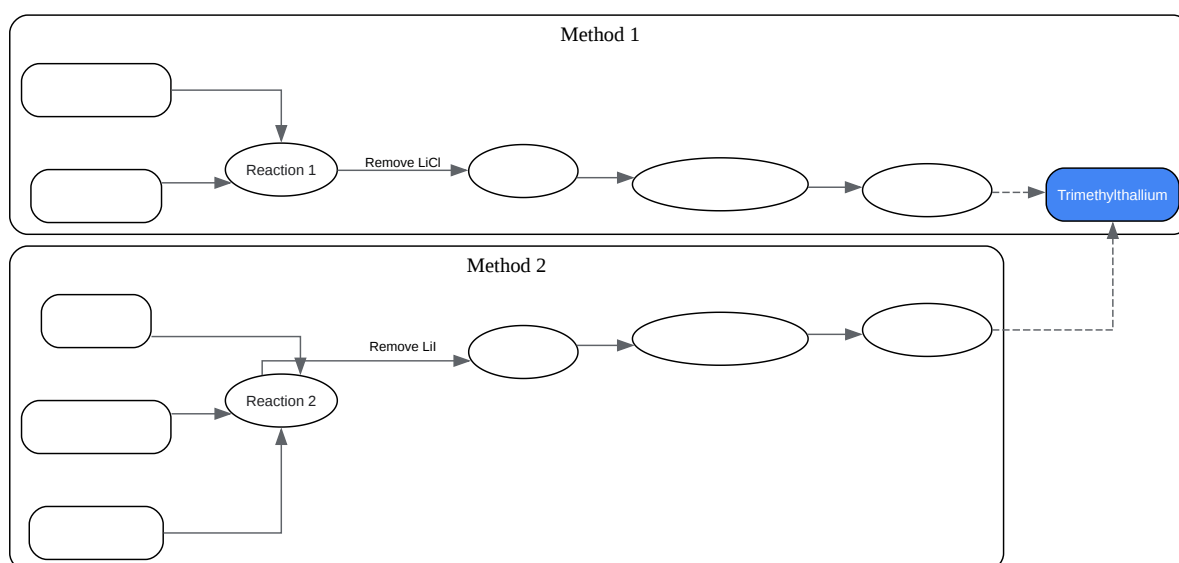 Method 1
Reaction 1
Remove LiCl
Trimethylthallium
Method 2
Remove LiI
Reaction 2